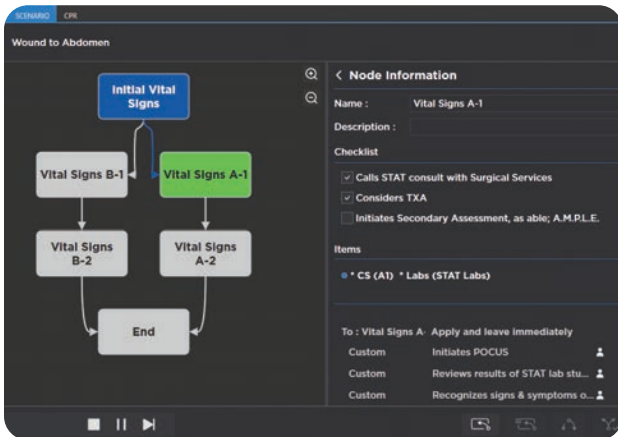 SCENARIO CPR
Wound to Abdomen
Initial Vital
Signs
Vital Signs B-1
Vital Signs A-1
Vital Signs
B-2
Vital Signs
A-2
End
< Node Information
Name : Vital Signs A-1
Description :
Checklist
Calls STAT consult with Surgical Services
Considers TXA
Initiates Secondary Assessment, as able; A.M.P.L.E.
Items
* CS (A1) * Labs (STAT Labs)
To : Vital Signs A- Apply and leave immediately
Custom Initiates POCUS
Custom Reviews results of STAT lab stu...
Custom Recognizes signs & symptoms o...